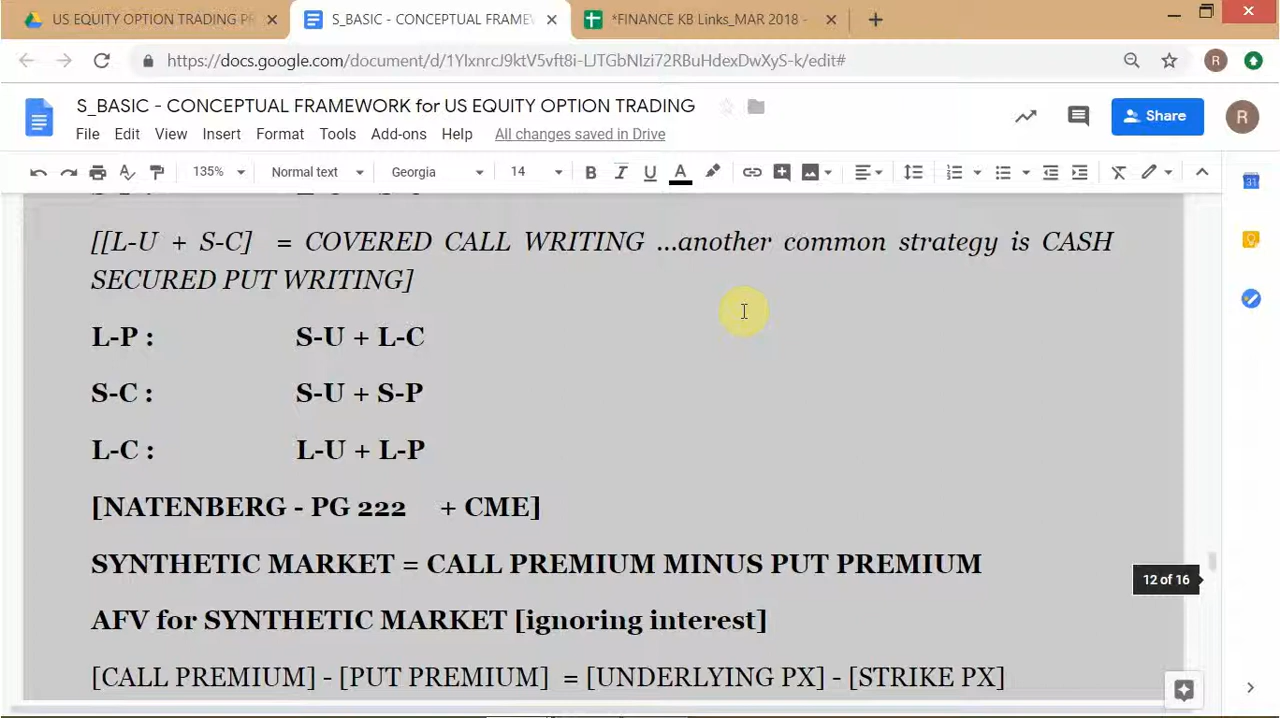 US EQUITY OPTION TRADING PR
S_BASIC - CONCEPTUAL FRAMEW
*FINANCE KB Links_MAR 2018 -
https://docs.google.com/document/d/1YIxnrcJ9ktV5vft8i-LJTGbNIzi72RBuHdexDwXyS-k/edit#
R
S_BASIC - CONCEPTUAL FRAMEWORK for US EQUITY OPTION TRADING
File Edit View Insert Format Tools Add-ons Help All changes saved in Drive
Share
R
135% Normal text Georgia 14 B I U A
31
[[L-U + S-C] = COVERED CALL WRITING ...another common strategy is CASH
SECURED PUT WRITING]
L-P : S-U + L-C
S-C : S-U + S-P
L-C : L-U + L-P
[NATENBERG - PG 222 + CME]
SYNTHETIC MARKET = CALL PREMIUM MINUS PUT PREMIUM
12 of 16
AFV for SYNTHETIC MARKET [ignoring interest]
[CALL PREMIUM] - [PUT PREMIUM] = [UNDERLYING PX] - [STRIKE PX]